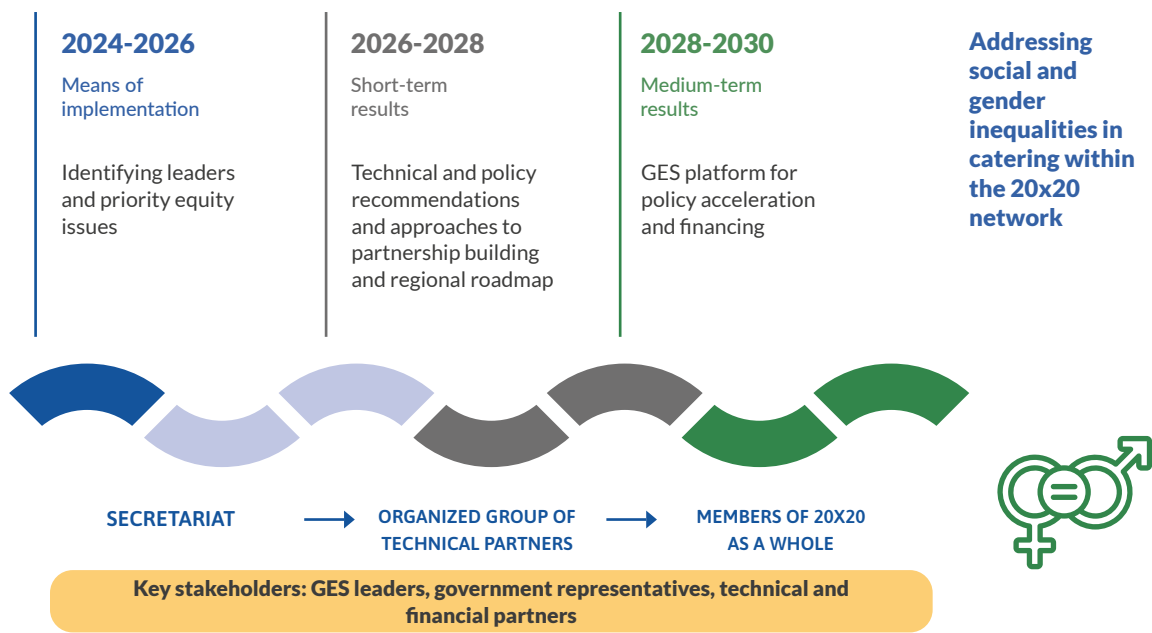 2024-2026
Means of
implementation
Identifying leaders
and priority equity
issues
2026-2028
Short-term
results
Technical and policy
recommendations
and approaches to
partnership building
and regional roadmap
2028-2030
Medium-term
results
GES platform for
policy acceleration
and financing
Addressing
social and
gender
inequalities in
catering within
the 20x20
network
SECRETARIAT
ORGANIZED GROUP OF
TECHNICAL PARTNERS
MEMBERS OF 20X20
AS A WHOLE
Key stakeholders: GES leaders, government representatives, technical and
financial partners